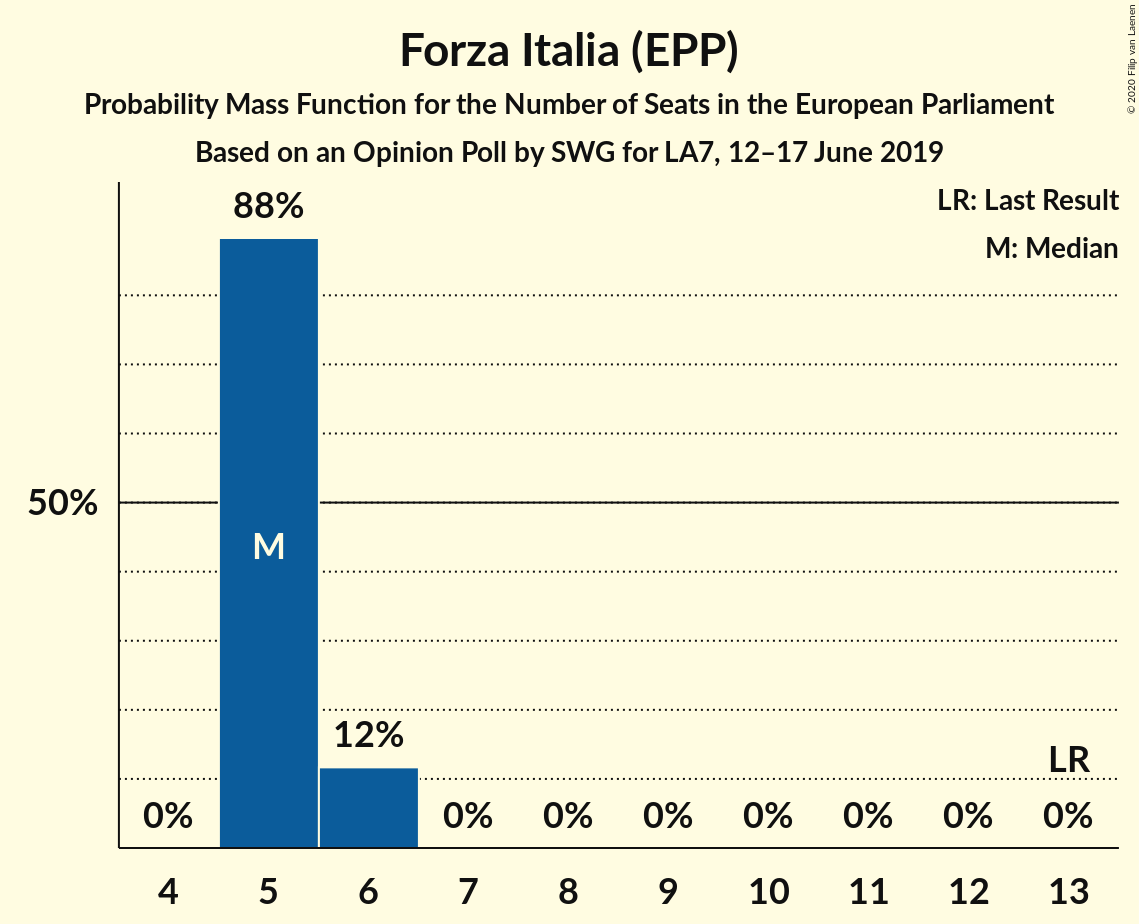 Forza Italia (EPP)
Probability Mass Function for the Number of Seats in the European Parliament
Based on an Opinion Poll by SWG for LA7, 12–17 June 2019
© 2020 Filip van Laenen
LR: Last Result
M: Median
88%
50%
M
12%
LR
0% 0% 0% 0% 0% 0% 0% 0%
4 5 6 7 8 9 10 11 12 13